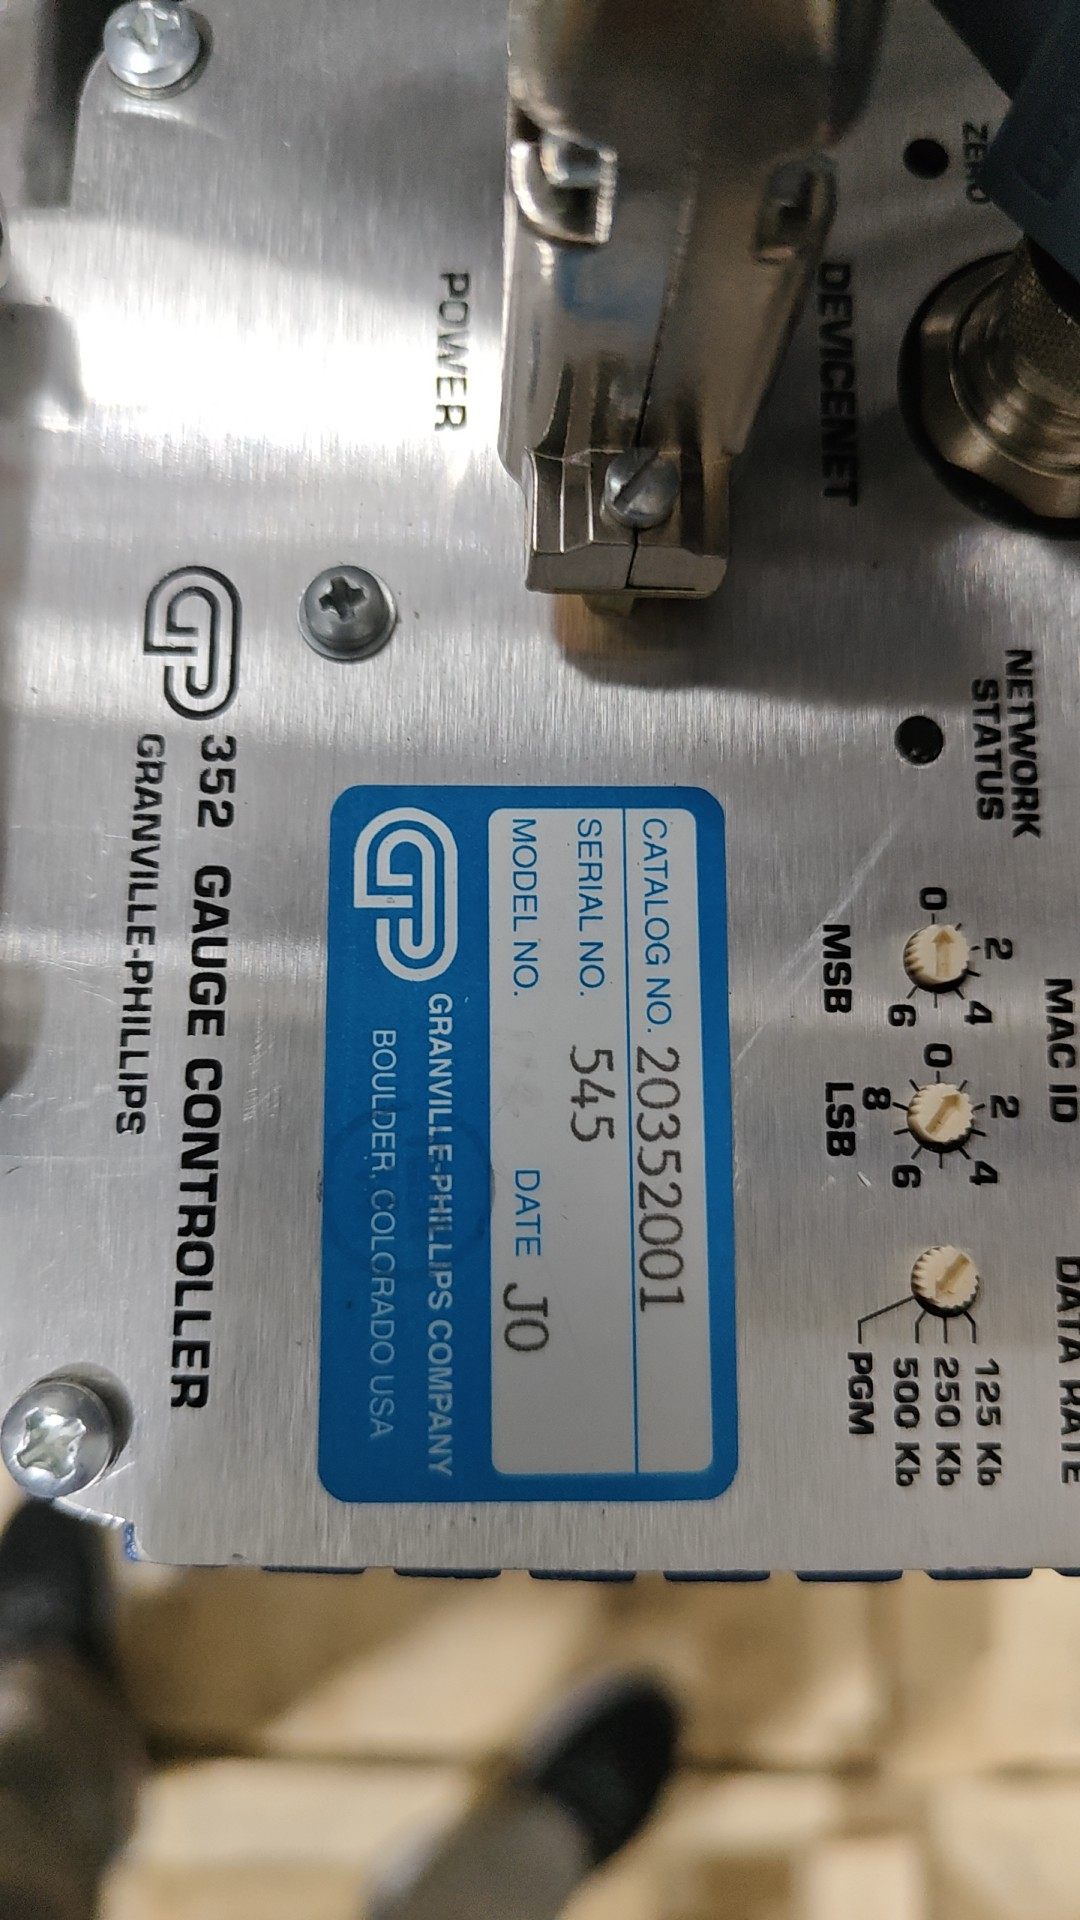 ZERO
DEVICENET
POWER
NETWORK
STATUS
MAC ID
0 2 4 6
MSB
0 2 4 6 8
LSB
DATA RATE
125 Kb
250 Kb
500 Kb
PGM
CATALOG NO. 20352001
SERIAL NO. 545
MODEL NO. DATE J0
GP GRANVILLE-PHILLIPS COMPANY
BOULDER, COLORADO USA
GP 352 GAUGE CONTROLLER
GRANVILLE-PHILLIPS